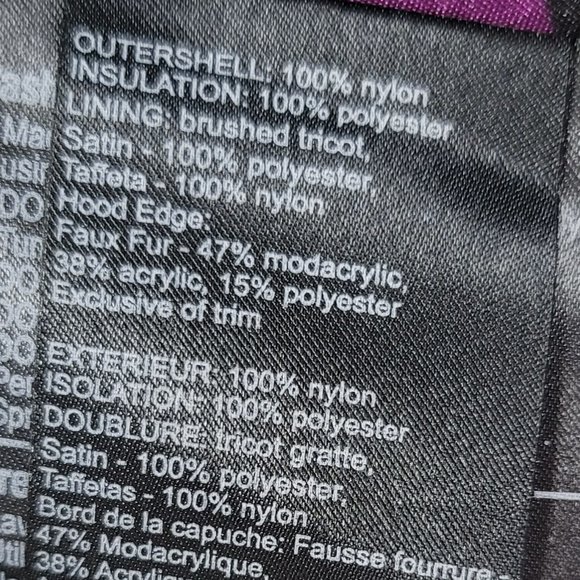 OUTERSHELL: 100% nylon
INSULATION: 100% polyester
LINING: brushed tricot,
Satin - 100% polyester,
Taffeta - 100% nylon
Hood Edge:
Faux Fur - 47% modacrylic,
38% acrylic, 15% polyester
Exclusive of trim
EXTERIEUR: 100% nylon
ISOLATION: 100% polyester
DOUBLURE: tricot gratte,
Satin - 100% polyester,
Taffetas - 100% nylon
Bord de la capuche: Fausse fourrure
47% Modacrylique,
38% Acrylique